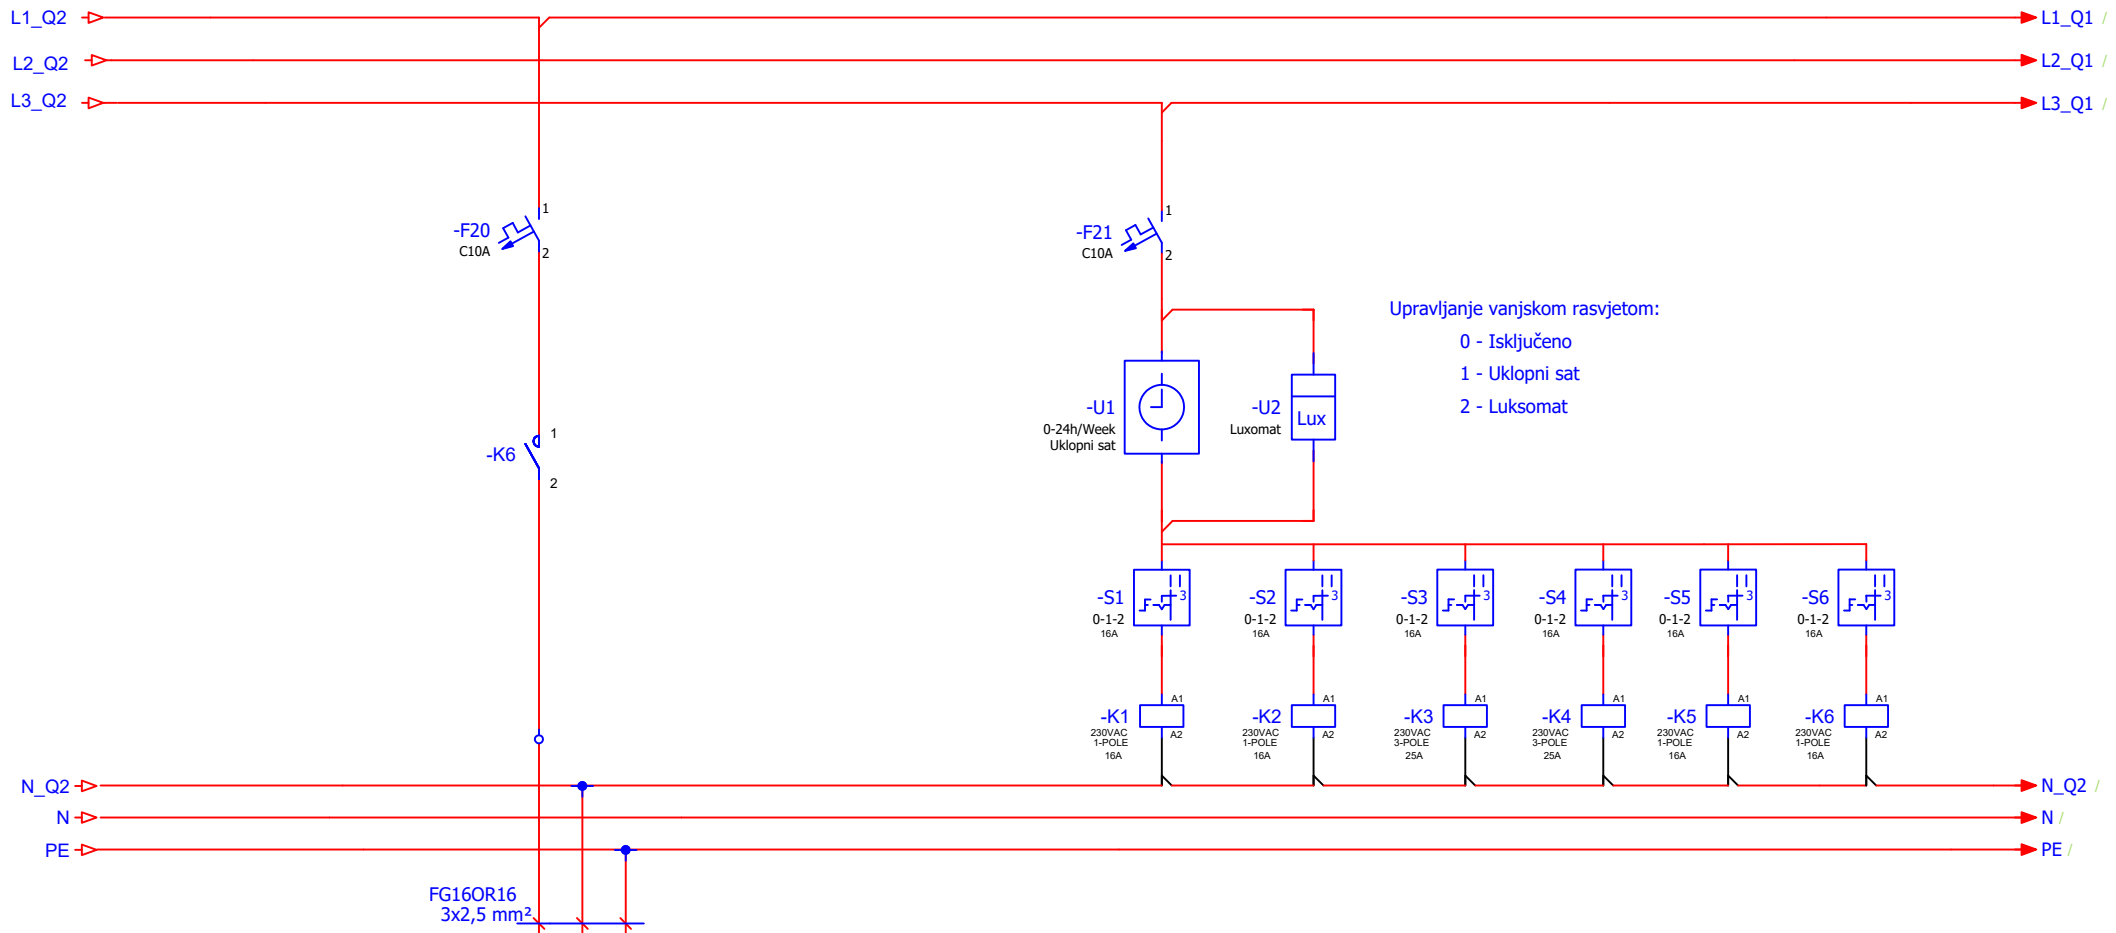 L1_Q2
L1_Q1 /
L2_Q2
L2_Q1 /
L3_Q2
L3_Q1 /
-F20
C10A
1
2
-F21
C10A
1
2
Upravljanje vanjskom rasvjetom:
0 - Isključeno
1 - Uklopni sat
2 - Luksomat
-U1
0-24h/Week
Uklopni sat
-U2
Luxomat
Lux
-K6
1
2
-S1
0-1-2
16A
3
-S2
0-1-2
16A
3
-S3
0-1-2
16A
3
-S4
0-1-2
16A
3
-S5
0-1-2
16A
3
-S6
0-1-2
16A
3
-K1
230VAC
1-POLE
16A
A1
A2
-K2
230VAC
1-POLE
16A
A1
A2
-K3
230VAC
3-POLE
25A
A1
A2
-K4
230VAC
3-POLE
25A
A1
A2
-K5
230VAC
1-POLE
16A
A1
A2
-K6
230VAC
1-POLE
16A
A1
A2
N_Q2
N_Q2 /
N
N /
PE
PE /
FG16OR16
3x2,5 mm²